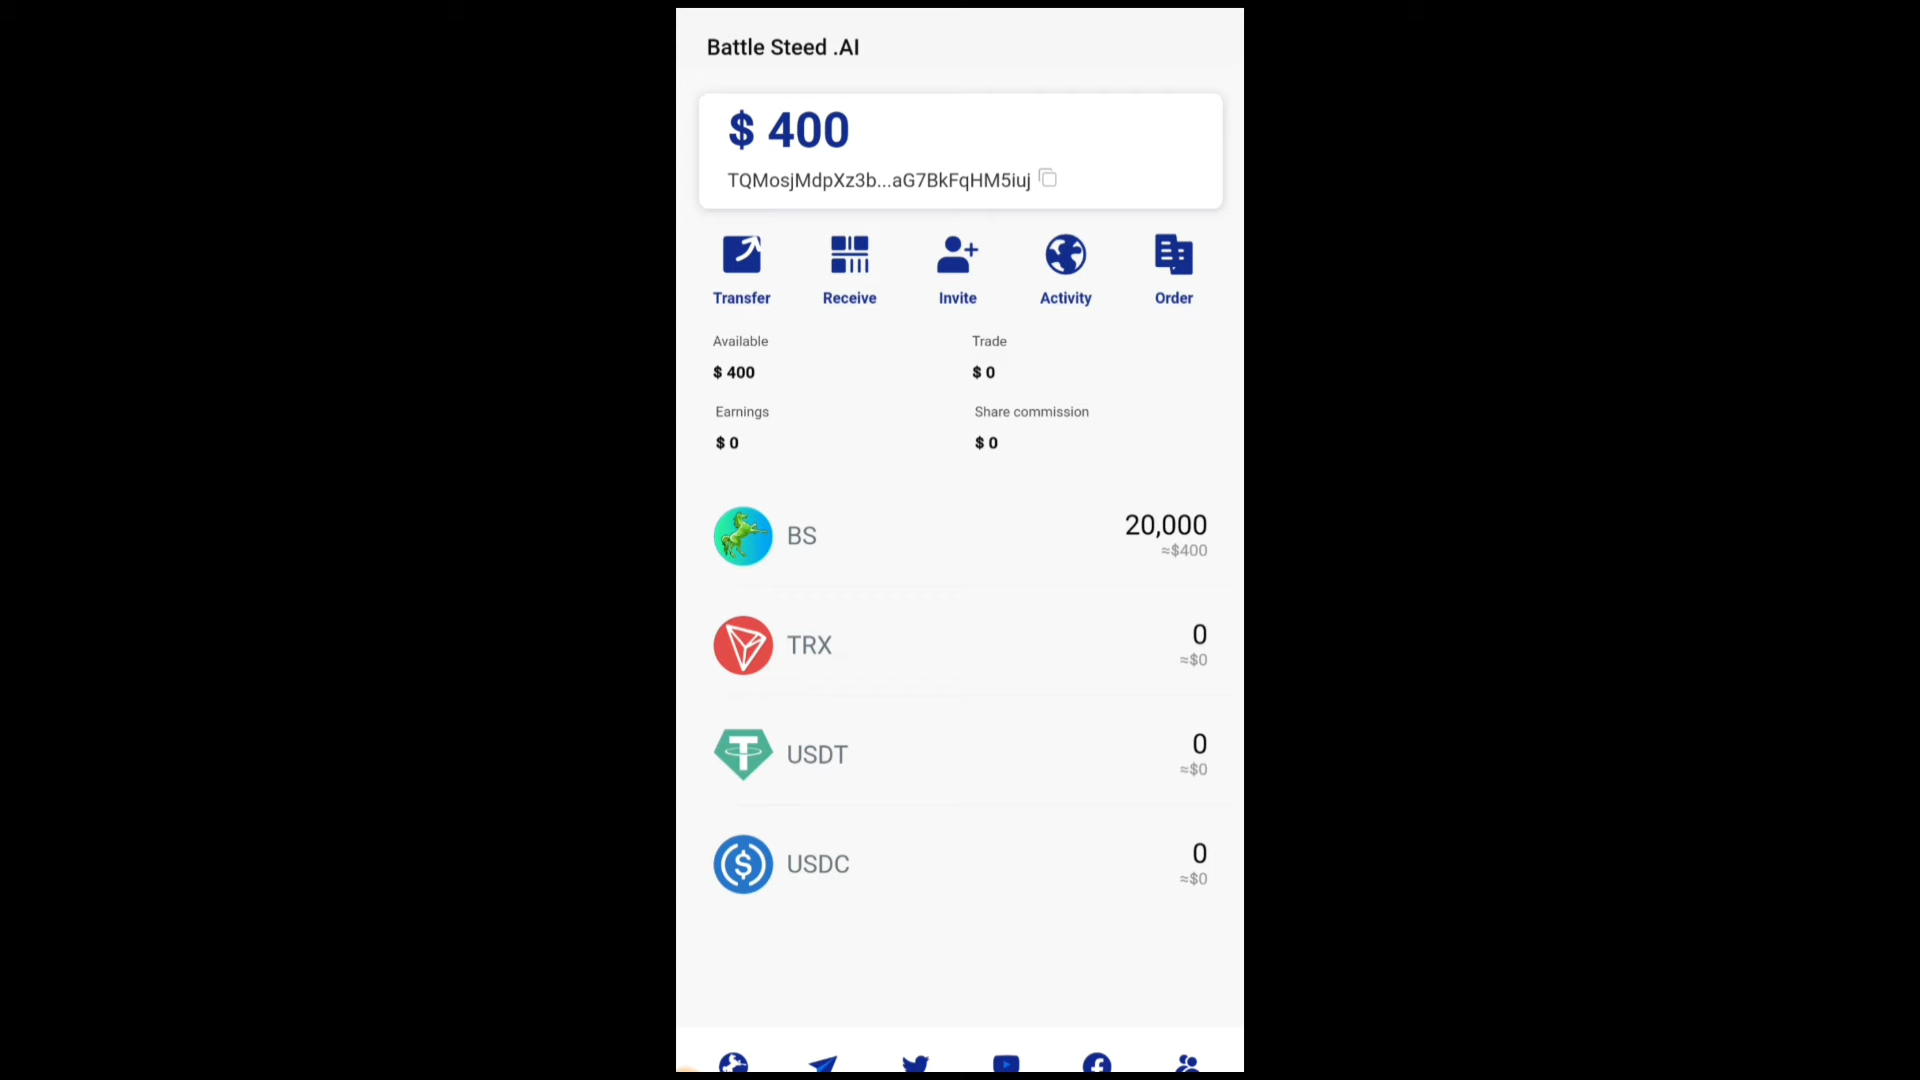 Battle Steed .AI
$ 400
TQMosjMdpXz3b...aG7BkFqHM5iuj
Transfer Receive Invite Activity Order
Available Trade
$ 400 $ 0
Earnings Share commission
$ 0 $ 0
BS 20,000
≈$400
TRX 0
≈$0
USDT 0
≈$0
USDC 0
≈$0